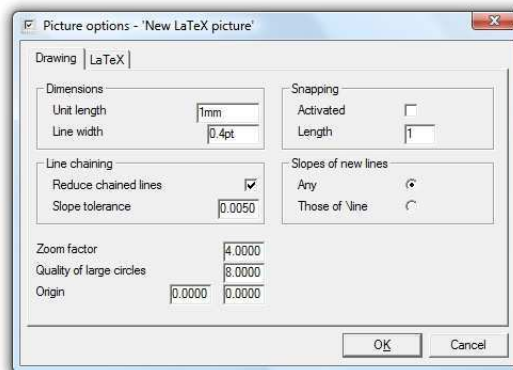 Picture options - 'New LaTeX picture'
Drawing LaTeX
Dimensions
Unit length 1mm
Line width 0.4pt
Snapping
Activated
Length 1
Line chaining
Reduce chained lines
Slope tolerance 0.0050
Slopes of new lines
Any
Those of \line
Zoom factor 4.0000
Quality of large circles 8.0000
Origin 0.0000 0.0000
OK Cancel